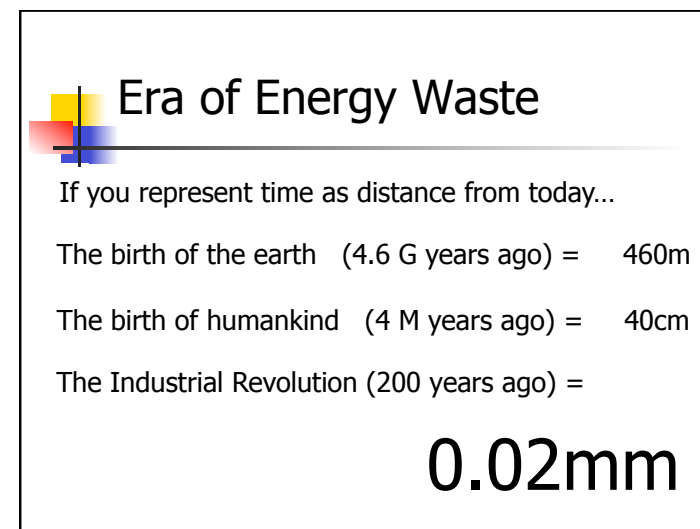 Era of Energy Waste
If you represent time as distance from today…
The birth of the earth (4.6 G years ago) = 460m
The birth of humankind (4 M years ago) = 40cm
The Industrial Revolution (200 years ago) =
0.02mm